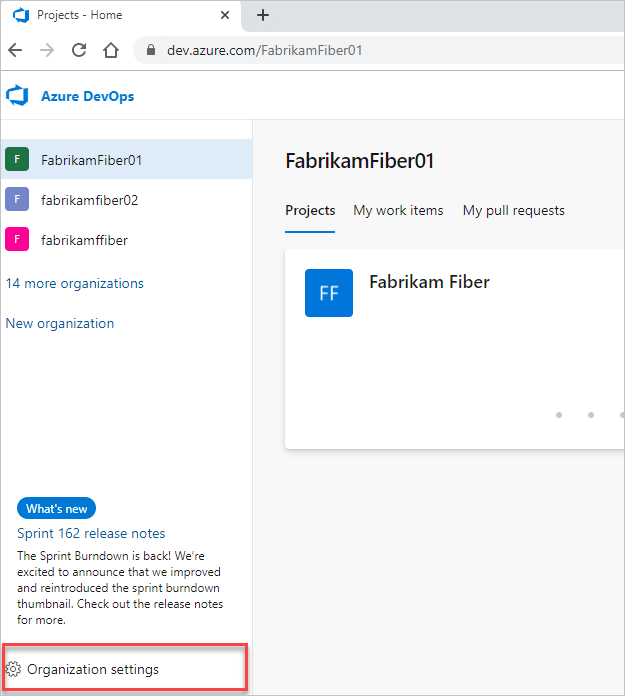 Projects - Home
dev.azure.com/FabrikamFiber01
Azure DevOps
F FabrikamFiber01
F fabrikamfiber02
F fabrikamffiber
14 more organizations
New organization
What's new
Sprint 162 release notes
The Sprint Burndown is back! We're
excited to announce that we improved
and reintroduced the sprint burndown
thumbnail. Check out the release notes
for more.
Organization settings
FabrikamFiber01
Projects My work items My pull requests
FF Fabrikam Fiber